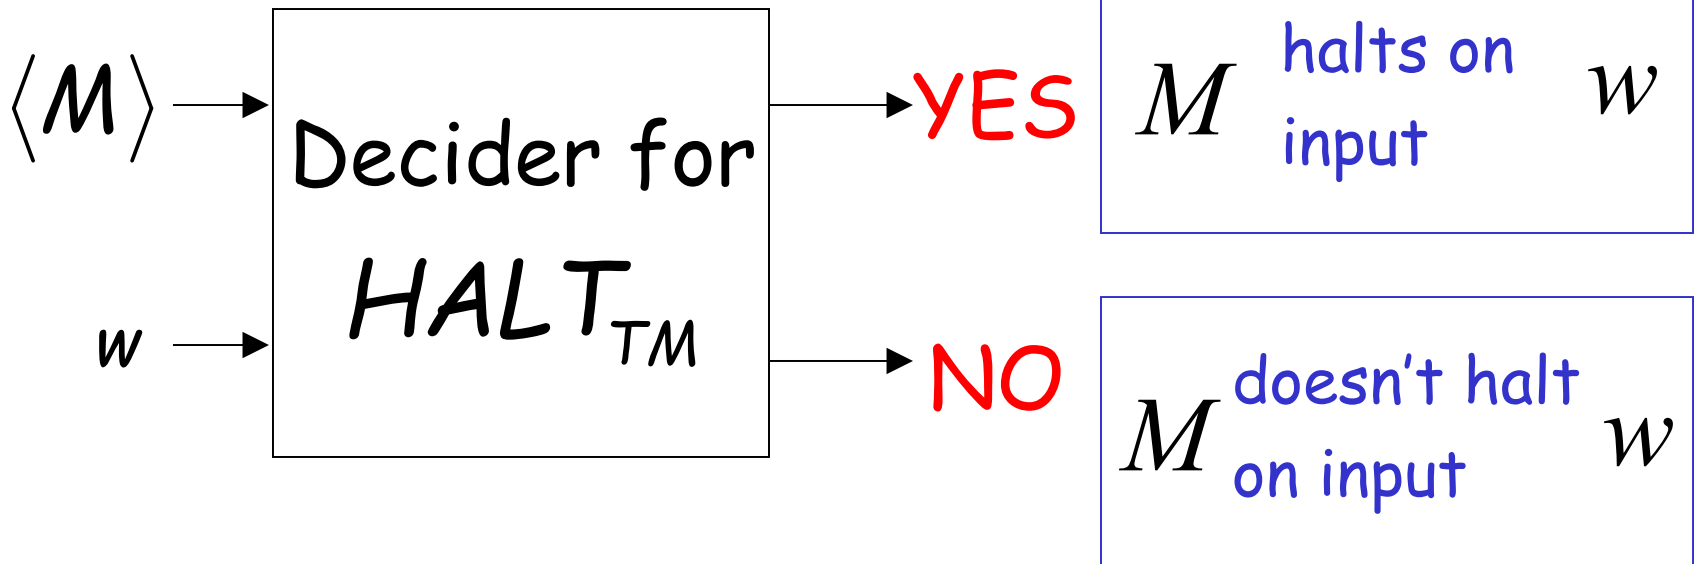 ⟨M⟩
w
Decider for
HALT_TM
YES
M halts on input w
NO
M doesn't halt on input w